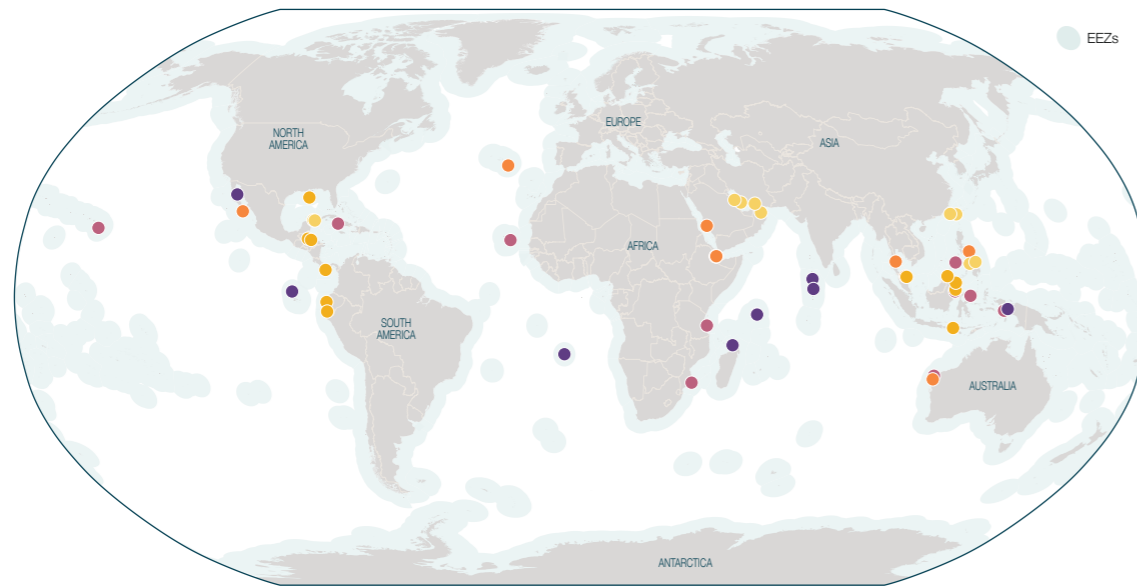 EEZs
NORTH
AMERICA
EUROPE
ASIA
AFRICA
SOUTH
AMERICA
AUSTRALIA
ANTARCTICA